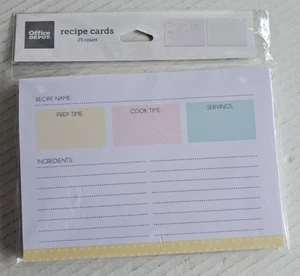 Office
DEPOT.
recipe cards
25 count
RECIPE NAME:
PREP. TIME:
COOK TIME:
SERVINGS:
INGREDIENTS: